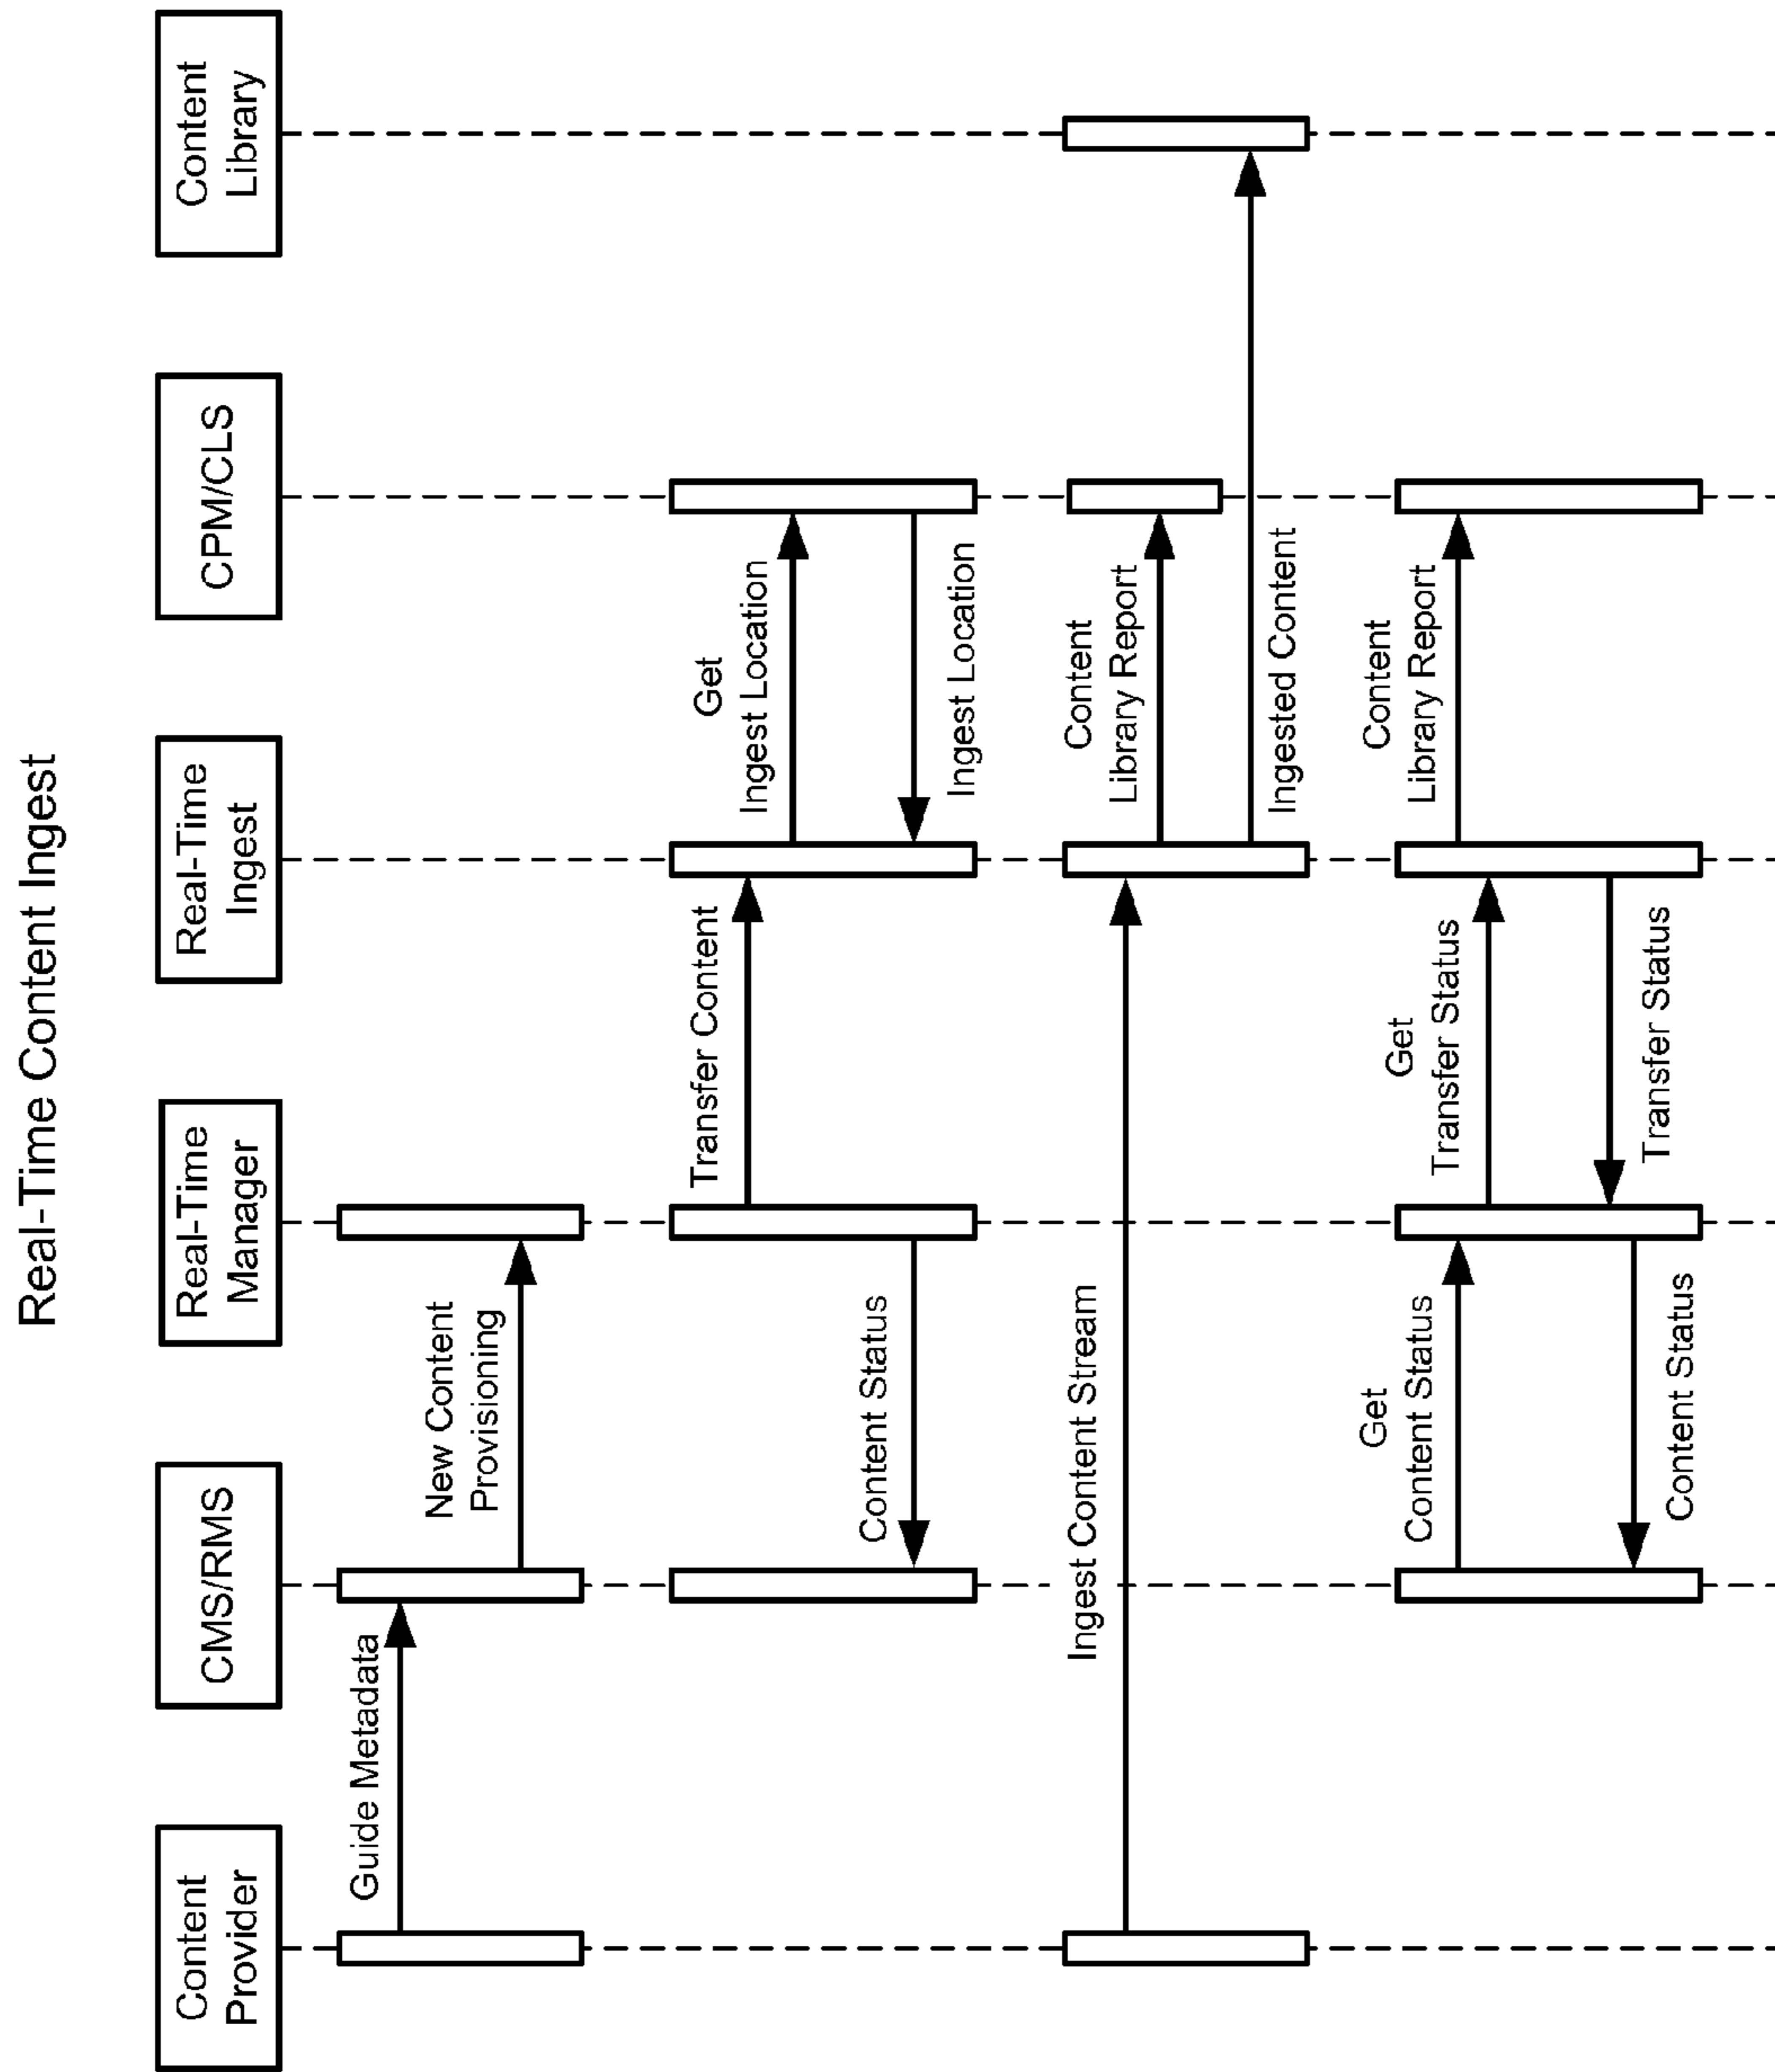 Real-Time Content Ingest
Content
Provider
CMS/RMS
Real-Time
Manager
Real-Time
Ingest
CPM/CLS
Content
Library
Guide Metadata
New Content
Provisioning
Transfer Content
Get
Ingest Location
Content Status
Ingest Location
Ingest Content Stream
Content
Library Report
Ingested Content
Get
Content Status
Get
Transfer Status
Content
Library Report
Transfer Status
Content Status